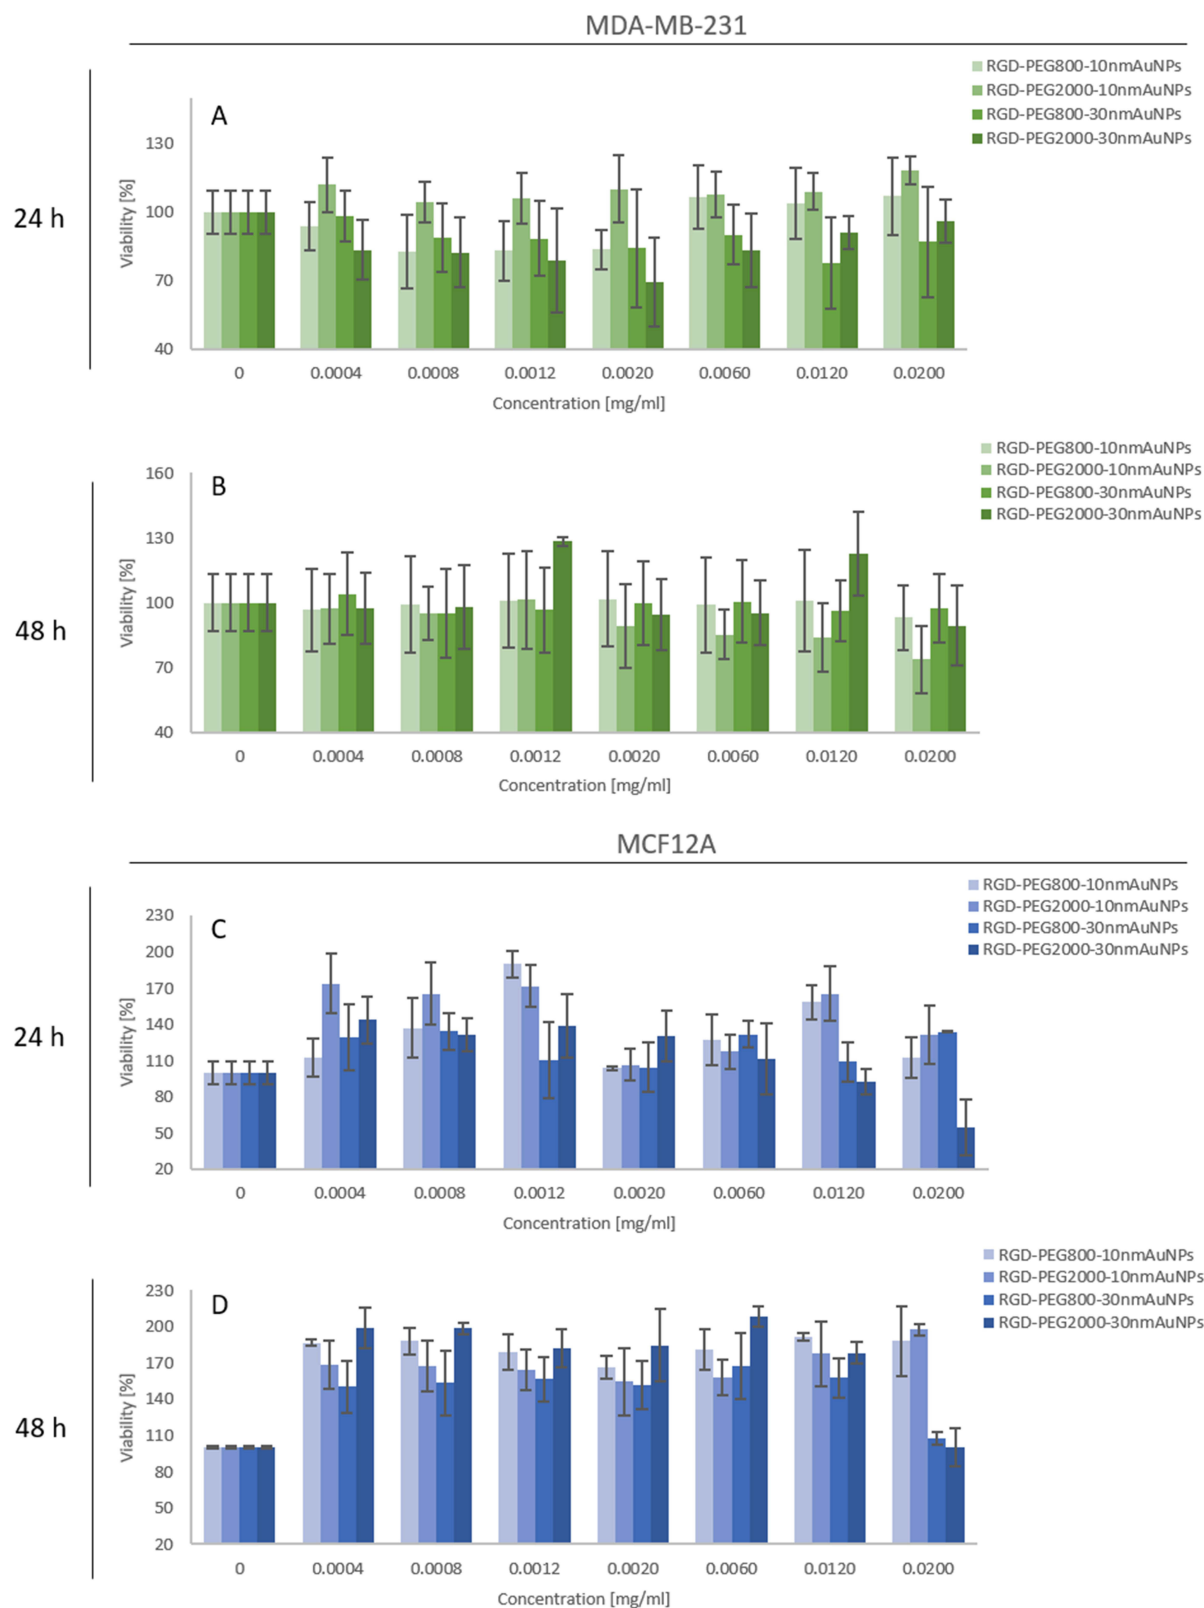 MDA-MB-231
24 h
A
RGD-PEG800-10nmAuNPs
RGD-PEG2000-10nmAuNPs
RGD-PEG800-30nmAuNPs
RGD-PEG2000-30nmAuNPs
Viability [%]
130
100
70
40
0 0.0004 0.0008 0.0012 0.0020 0.0060 0.0120 0.0200
Concentration [mg/ml]
48 h
B
RGD-PEG800-10nmAuNPs
RGD-PEG2000-10nmAuNPs
RGD-PEG800-30nmAuNPs
RGD-PEG2000-30nmAuNPs
Viability [%]
160
130
100
70
40
0 0.0004 0.0008 0.0012 0.0020 0.0060 0.0120 0.0200
Concentration [mg/ml]
MCF12A
24 h
C
RGD-PEG800-10nmAuNPs
RGD-PEG2000-10nmAuNPs
RGD-PEG800-30nmAuNPs
RGD-PEG2000-30nmAuNPs
Viability [%]
230
200
170
140
110
80
50
20
0 0.0004 0.0008 0.0012 0.0020 0.0060 0.0120 0.0200
Concentration [mg/ml]
48 h
D
RGD-PEG800-10nmAuNPs
RGD-PEG2000-10nmAuNPs
RGD-PEG800-30nmAuNPs
RGD-PEG2000-30nmAuNPs
Viability [%]
230
200
170
140
110
80
50
20
0 0.0004 0.0008 0.0012 0.0020 0.0060 0.0120 0.0200
Concentration [mg/ml]